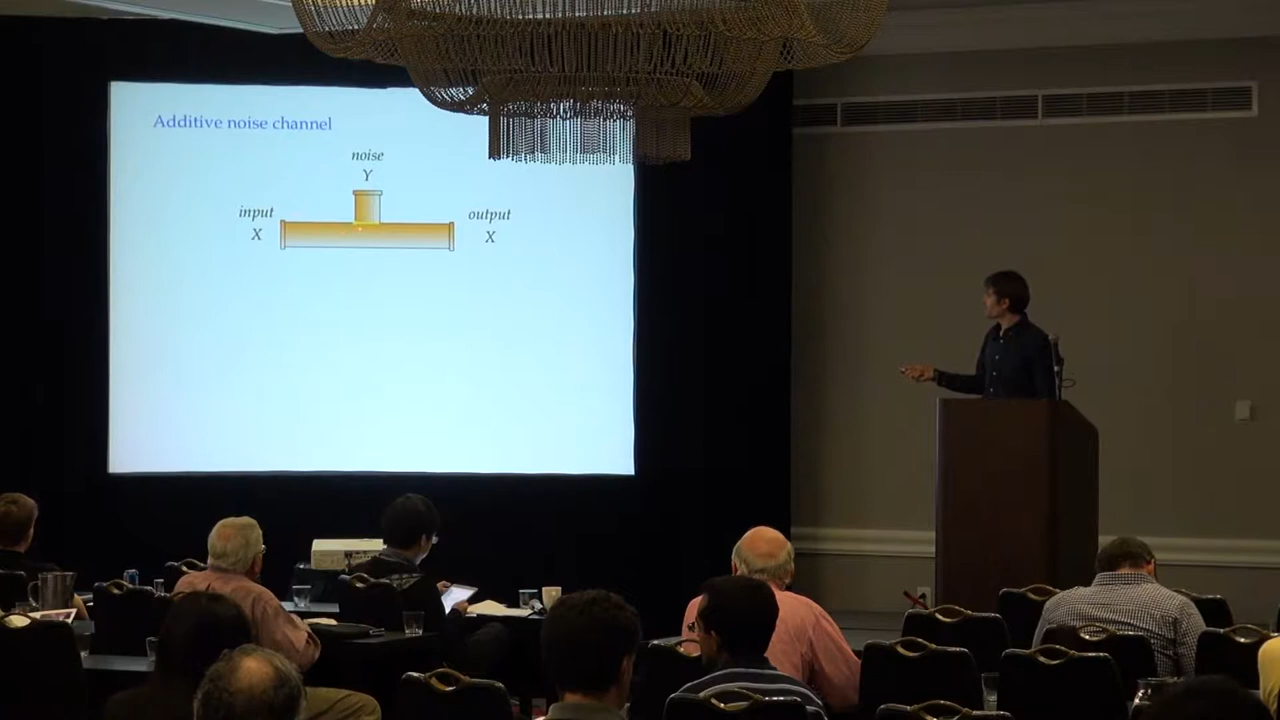 Additive noise channel
noise
Y
input
output
X
X